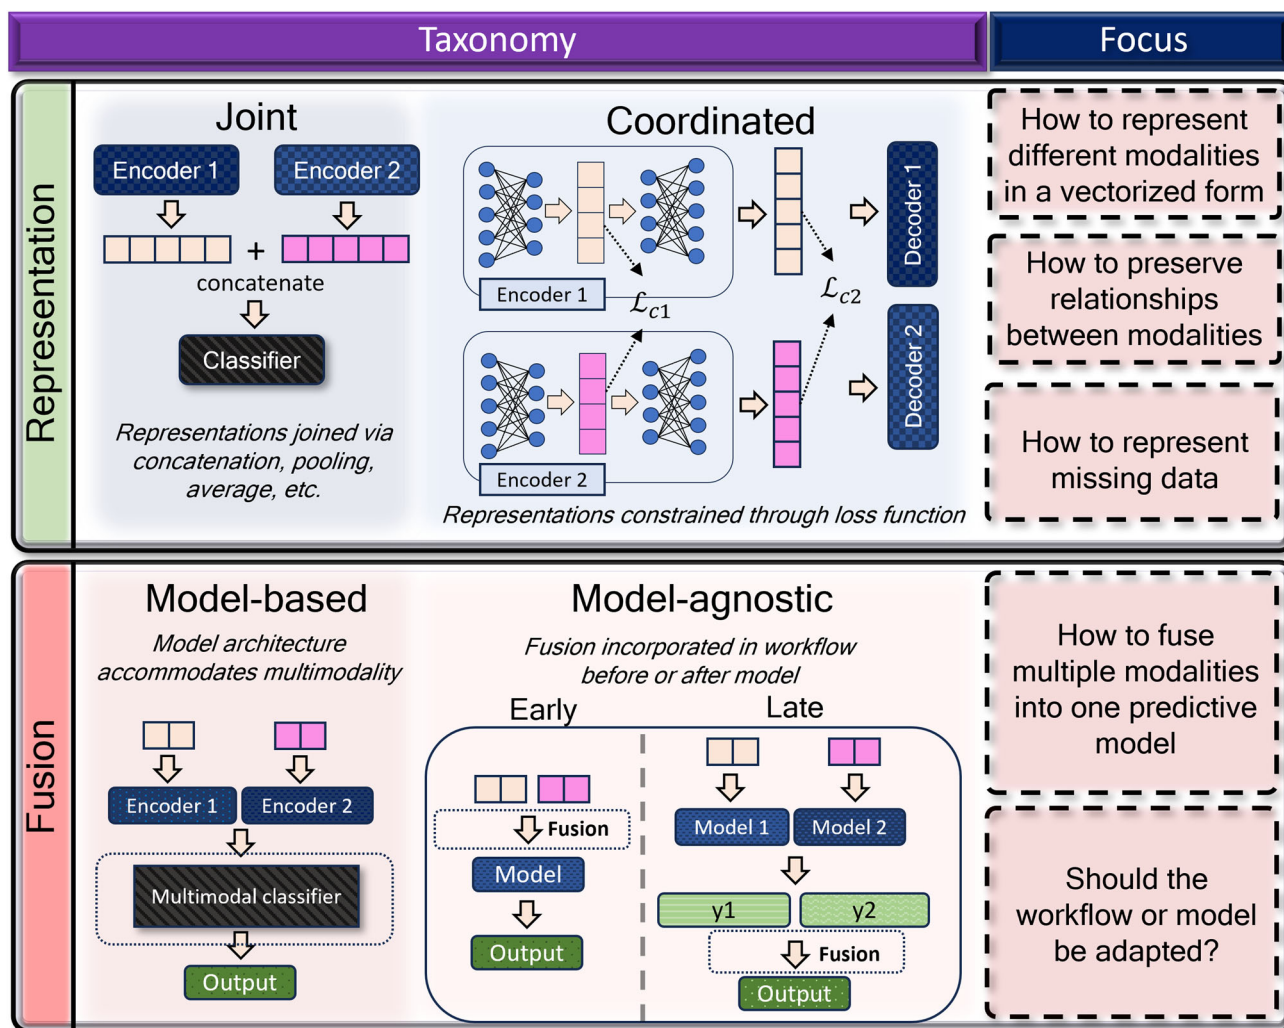 Taxonomy
Focus
Representation
Joint
Encoder 1
Encoder 2
+
concatenate
Classifier
Representations joined via
concatenation, pooling,
average, etc.
Coordinated
Encoder 1
ℒc1
Encoder 2
ℒc2
Decoder 1
Decoder 2
Representations constrained through loss function
How to represent
different modalities
in a vectorized form
How to preserve
relationships
between modalities
How to represent
missing data
Fusion
Model-based
Model architecture
accommodates multimodality
Encoder 1
Encoder 2
Multimodal classifier
Output
Model-agnostic
Fusion incorporated in workflow
before or after model
Early
Fusion
Model
Output
Late
Model 1
Model 2
y1
y2
Fusion
Output
How to fuse
multiple modalities
into one predictive
model
Should the
workflow or model
be adapted?